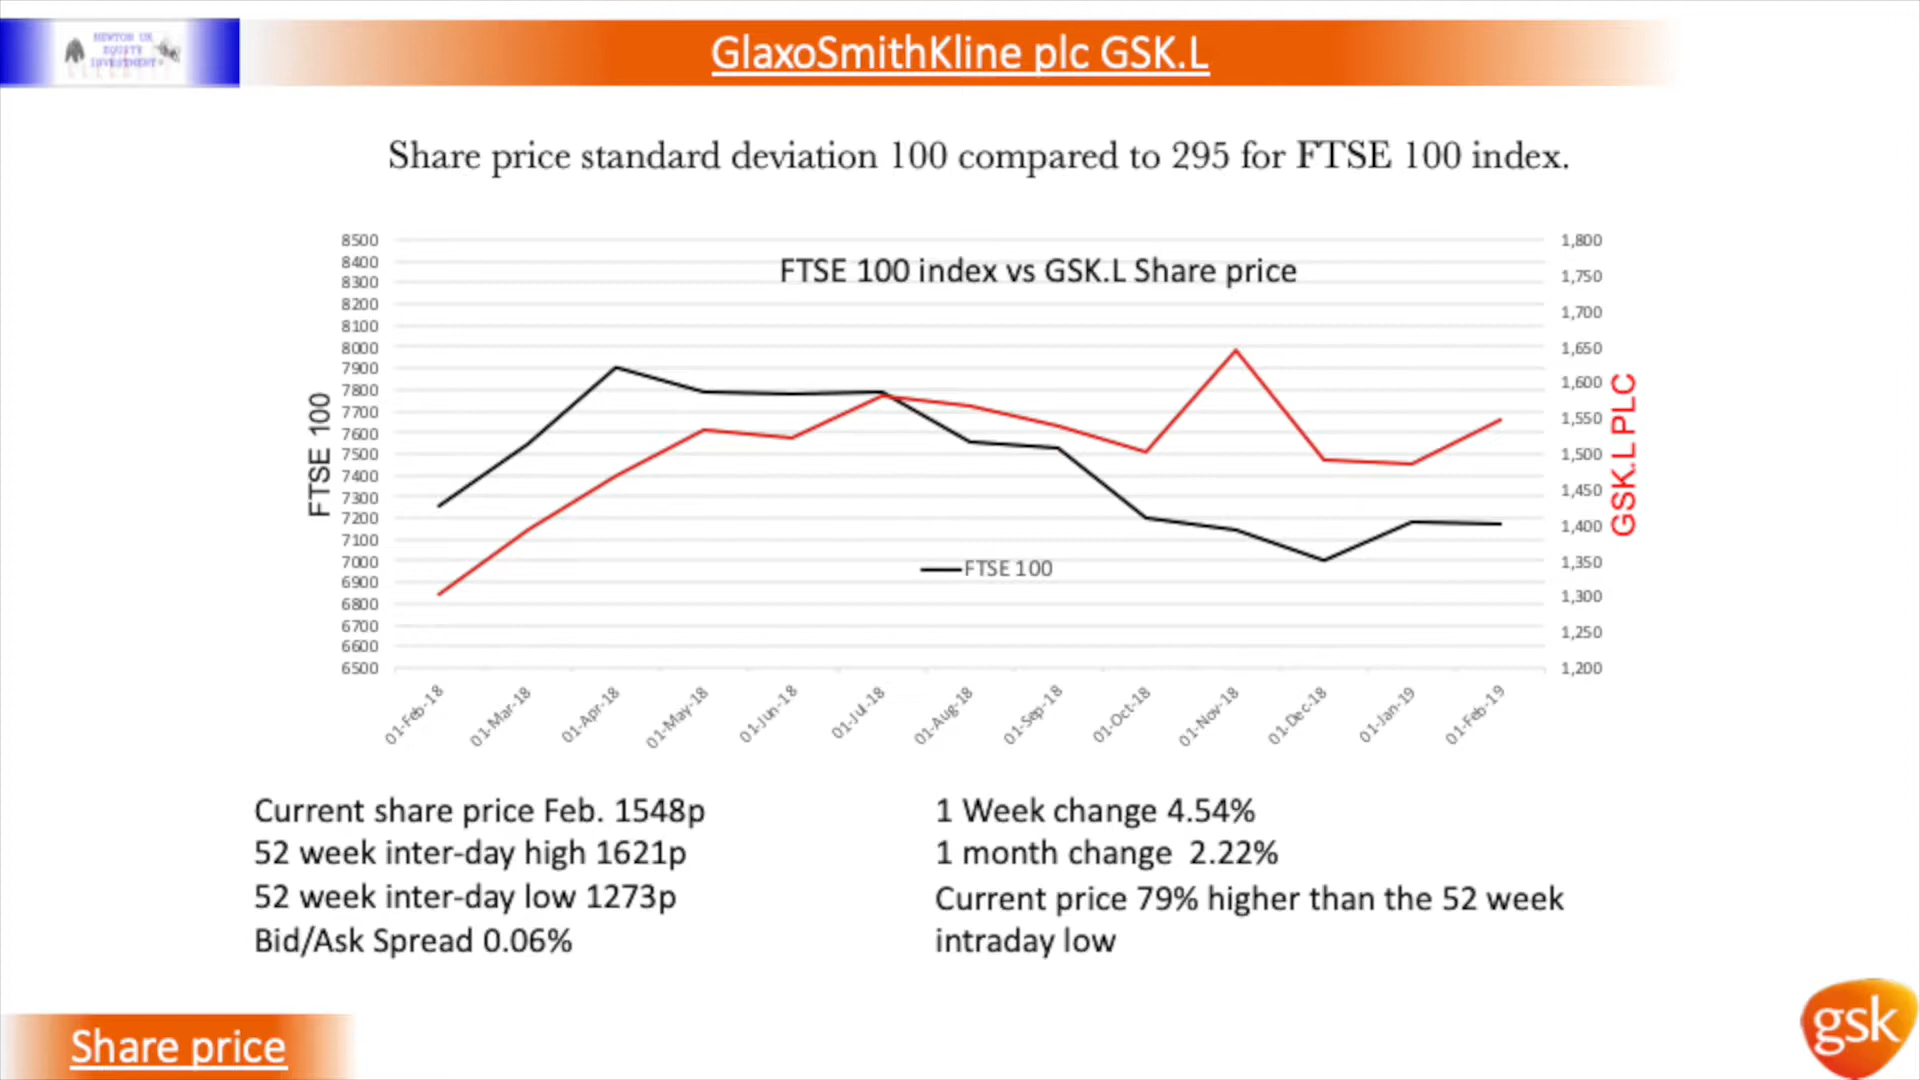 NEWTON UK
EQUITY
INVESTMENT
GlaxoSmithKline plc GSK.L
Share price standard deviation 100 compared to 295 for FTSE 100 index.
FTSE 100 index vs GSK.L Share price
FTSE 100
8500
8400
8300
8200
8100
8000
7900
7800
7700
7600
7500
7400
7300
7200
7100
7000
6900
6800
6700
6600
6500
1,800
1,750
1,700
1,650
1,600
1,550
1,500
1,450
1,400
1,350
1,300
1,250
1,200
GSK.L PLC
FTSE 100
01-Feb-18
01-Mar-18
01-Apr-18
01-May-18
01-Jun-18
01-Jul-18
01-Aug-18
01-Sep-18
01-Oct-18
01-Nov-18
01-Dec-18
01-Jan-19
01-Feb-19
Current share price Feb. 1548p
52 week inter-day high 1621p
52 week inter-day low 1273p
Bid/Ask Spread 0.06%
1 Week change 4.54%
1 month change 2.22%
Current price 79% higher than the 52 week
intraday low
Share price
gsk